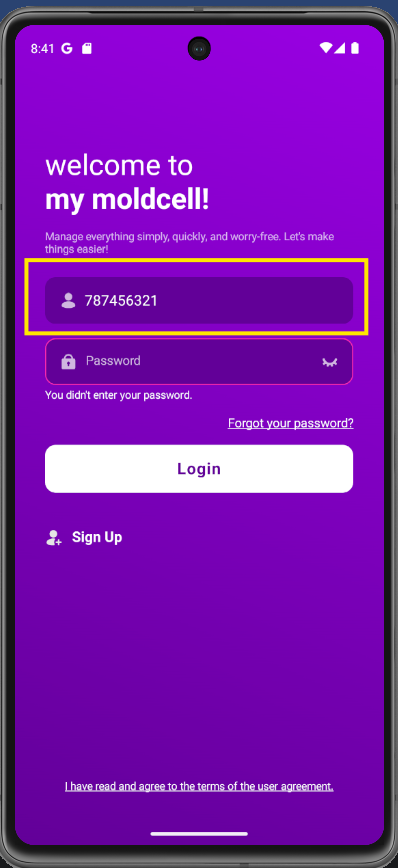 8:41
welcome to
my moldcell!
Manage everything simply, quickly, and worry-free. Let's make
things easier!
787456321
Password
You didn't enter your password.
Forgot your password?
Login
Sign Up
I have read and agree to the terms of the user agreement.